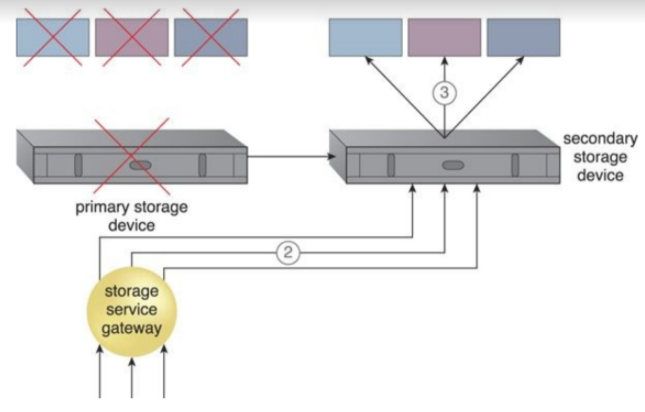 3
secondary
storage
device
primary storage
device
2
storage
service
gateway